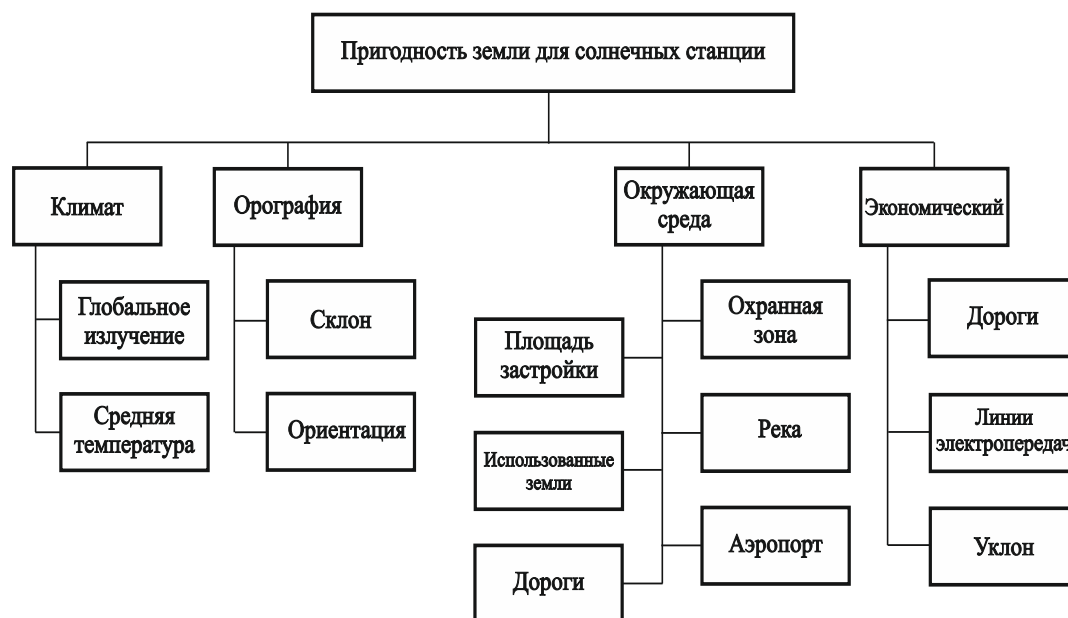 Пригодность земли для солнечных станции
Климат
Орография
Окружающая
среда
Экономический
Глобальное
излучение
Средняя
температура
Склон
Ориентация
Площадь
застройки
Использованные
земли
Дороги
Охранная
зона
Река
Аэропорт
Дороги
Линии
электропередач
Уклон